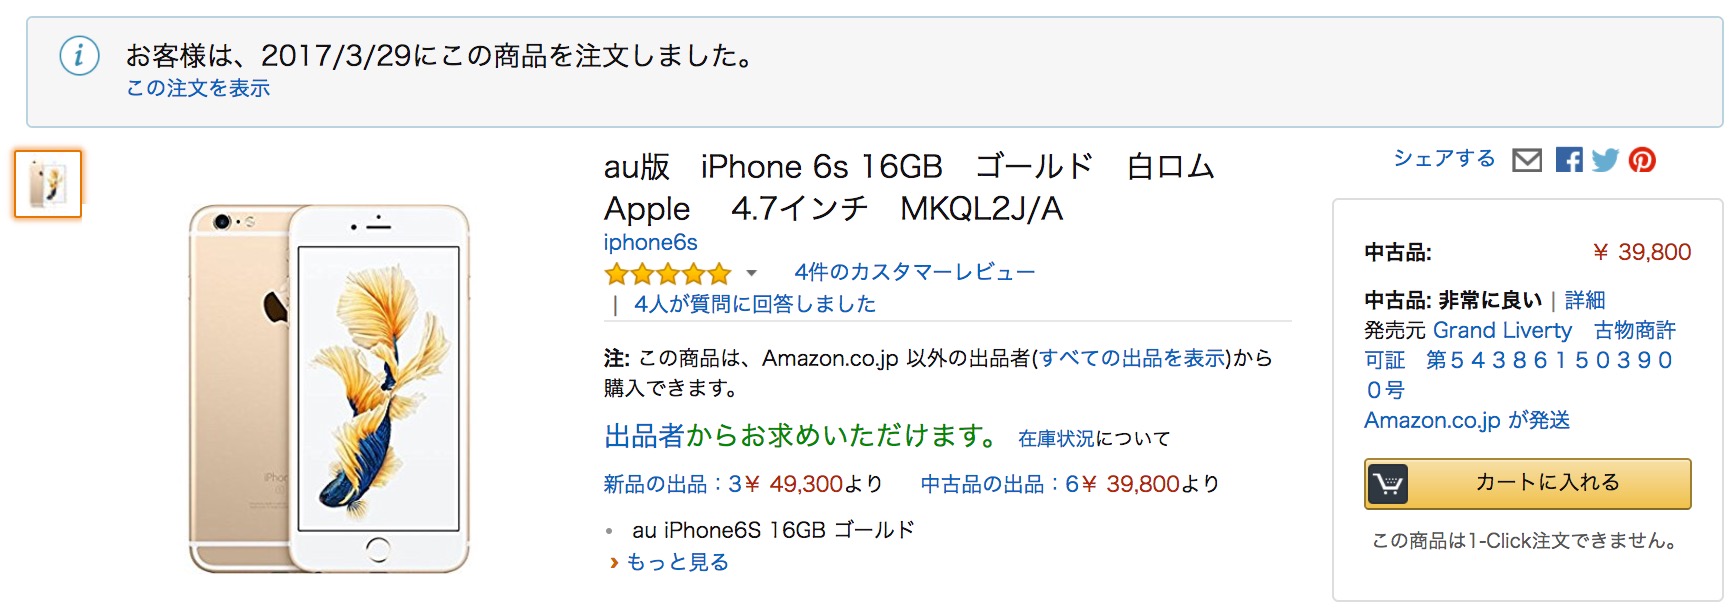 お客様は、2017/3/29にこの商品を注文しました。
この注文を表示
au版　iPhone 6s 16GB　ゴールド　白ロム
Apple　4.7インチ　MKQL2J/A
iphone6s
4件のカスタマーレビュー
| 4人が質問に回答しました
注: この商品は、Amazon.co.jp 以外の出品者(すべての出品を表示)から
購入できます。
出品者からお求めいただけます。 在庫状況について
新品の出品：3￥ 49,300より　中古品の出品：6￥ 39,800より
• au iPhone6S 16GB ゴールド
› もっと見る
シェアする
中古品: ￥ 39,800
中古品: 非常に良い | 詳細
発売元 Grand Liverty　古物商許
可証　第５４３８６１５０３９０
０号
Amazon.co.jp が発送
カートに入れる
この商品は1-Click注文できません。
iPhone
S